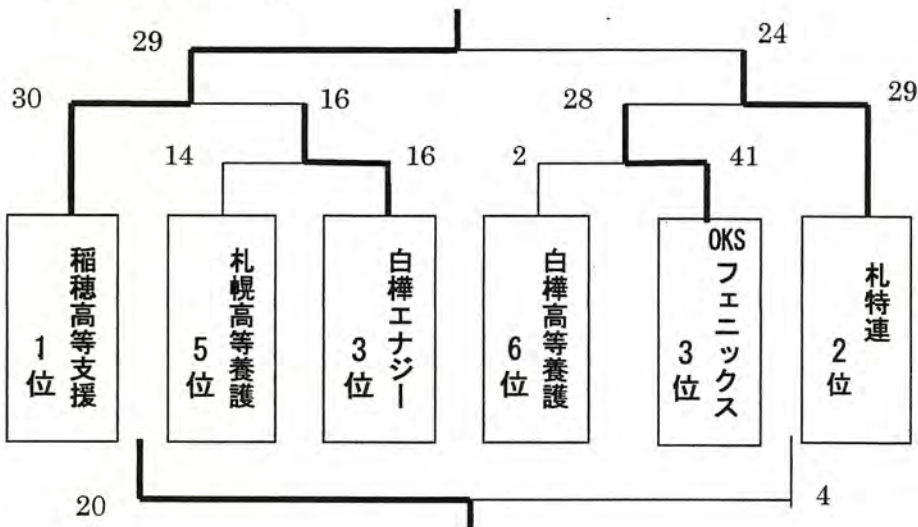 29 24
30 16 28 29
14 16 2 41
稲穂高等支援
1位
札幌高等養護
5位
白樺エナジー
3位
白樺高等養護
6位
OKS
フェニックス
3位
札特連
2位
20 4